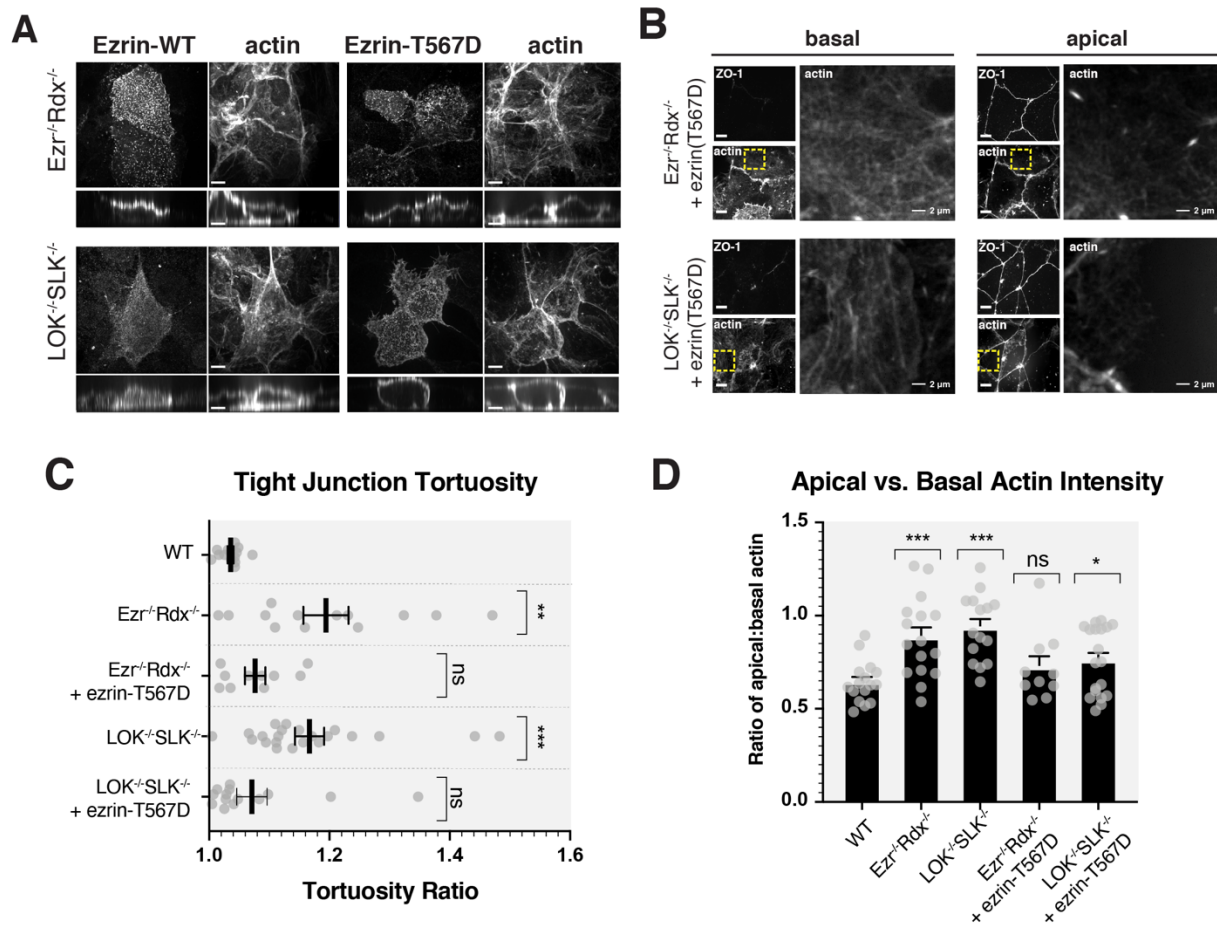 A
Ezrin-WT actin Ezrin-T567D actin
Ezr-/-Rdx-/-
LOK-/-SLK-/-
B
basal apical
Ezr-/-Rdx-/-
+ ezrin(T567D)
ZO-1 actin ZO-1 actin
actin actin
2 µm 2 µm
LOK-/-SLK-/-
+ ezrin(T567D)
ZO-1 actin ZO-1 actin
actin actin
2 µm 2 µm
C
Tight Junction Tortuosity
WT
Ezr-/-Rdx-/- **
Ezr-/-Rdx-/- ns
+ ezrin-T567D
LOK-/-SLK-/- ***
LOK-/-SLK-/- ns
+ ezrin-T567D
1.0 1.2 1.4 1.6
Tortuosity Ratio
D
Apical vs. Basal Actin Intensity
Ratio of apical:basal actin
1.5
1.0
0.5
0.0
*** *** ns *
WT
Ezr-/-Rdx-/-
LOK-/-SLK-/-
Ezr-/-Rdx-/-
+ ezrin-T567D
LOK-/-SLK-/-
+ ezrin-T567D